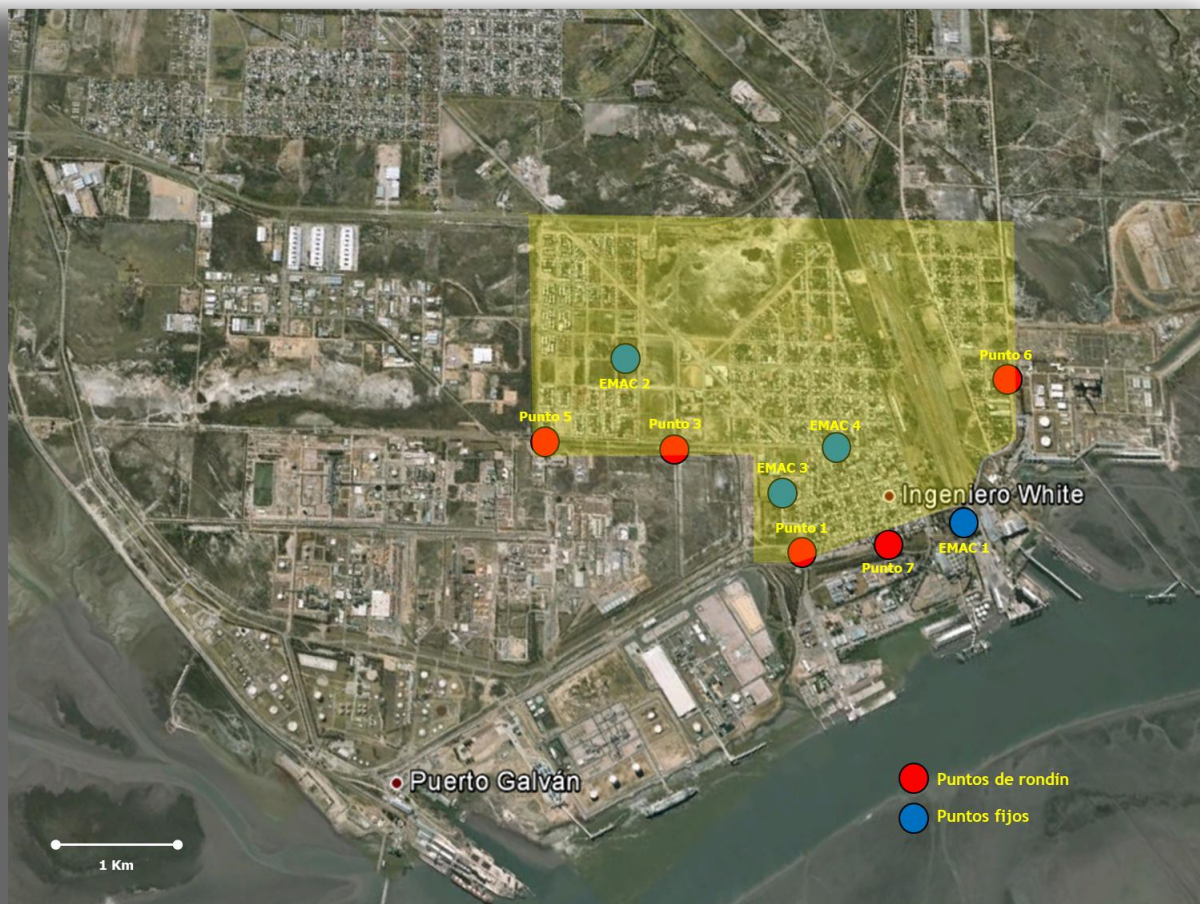 Punto 6
EMAC 2
Punto 5
Punto 3
EMAC 4
EMAC 3
Ingeniero White
Punto 1
EMAC 1
Punto 7
Puerto Galván
Puntos de rondín
Puntos fijos
1 Km